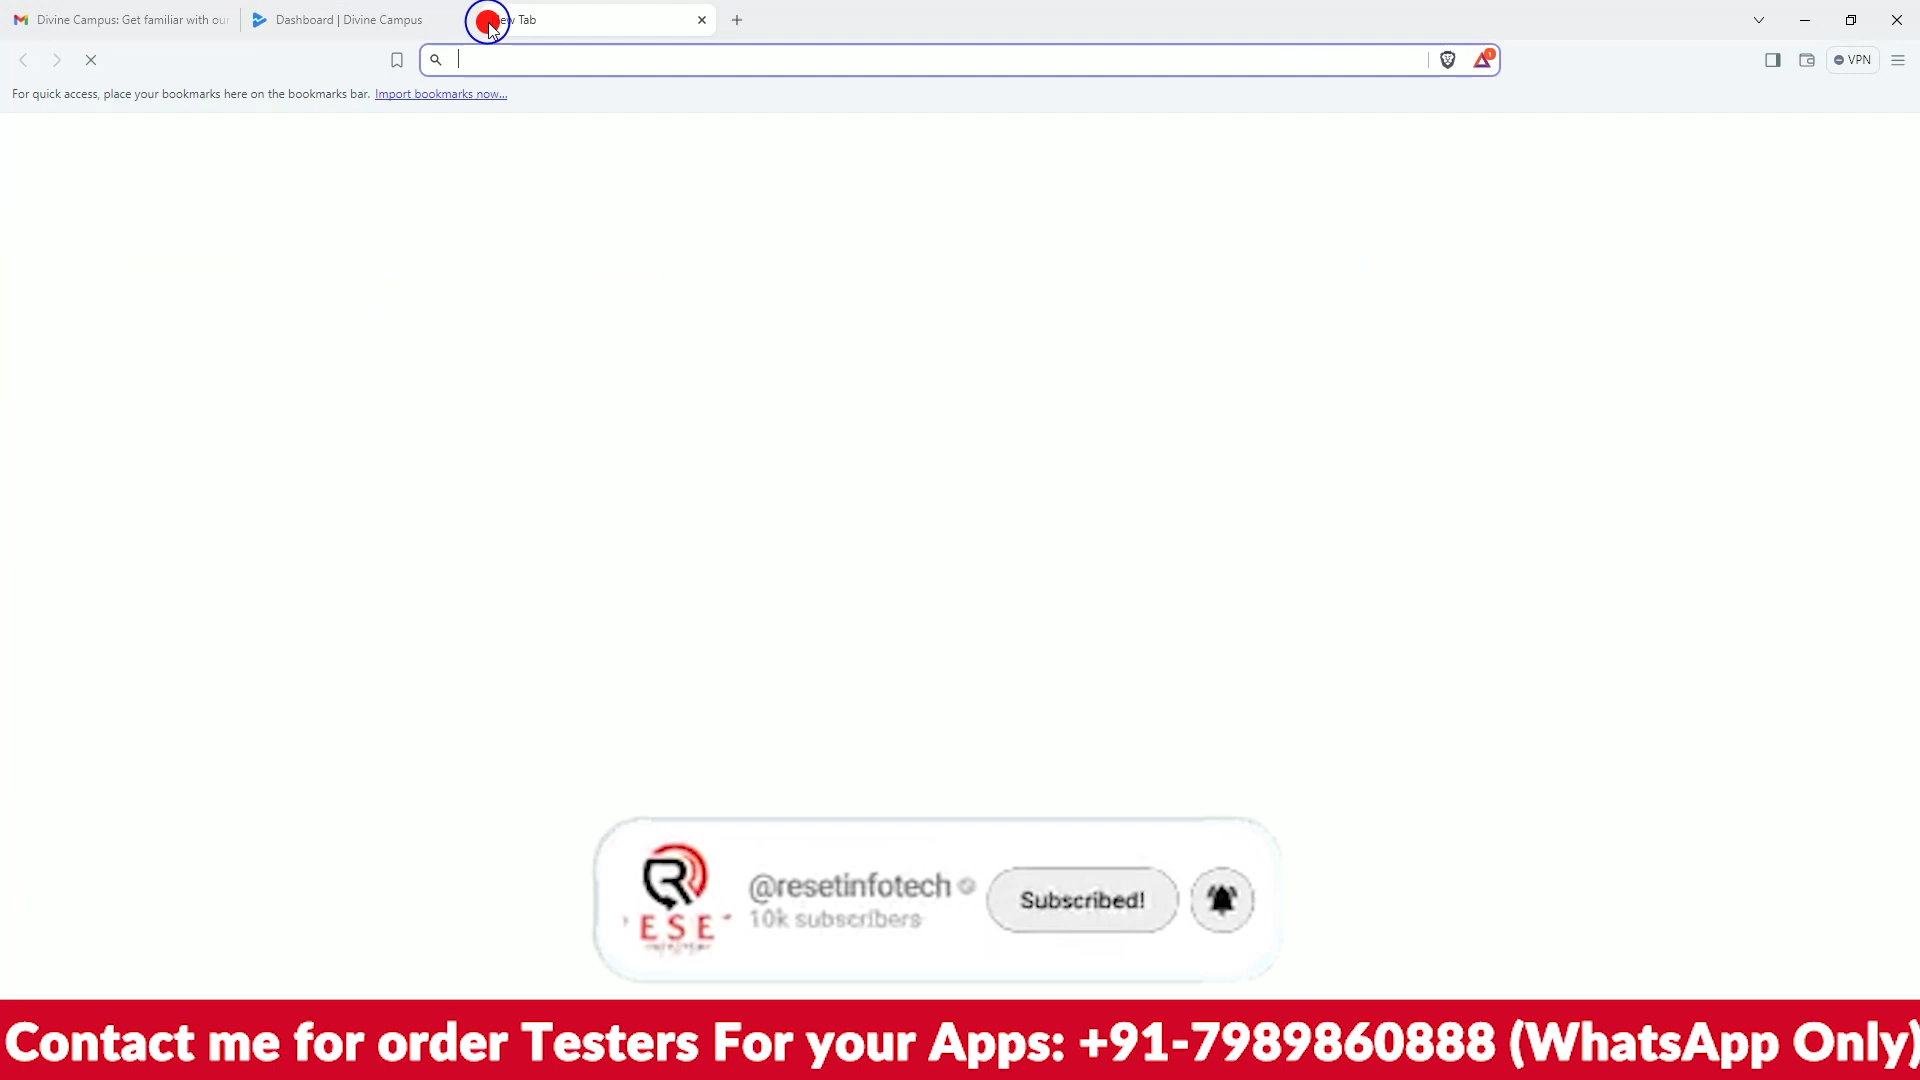 Divine Campus: Get familiar with our
Dashboard | Divine Campus
w Tab
VPN
1
For quick access, place your bookmarks here on the bookmarks bar. Import bookmarks now...
@resetinfotech
10k subscribers
Subscribed!
ESE
Contact me for order Testers For your Apps: +91-7989860888 (WhatsApp Only)